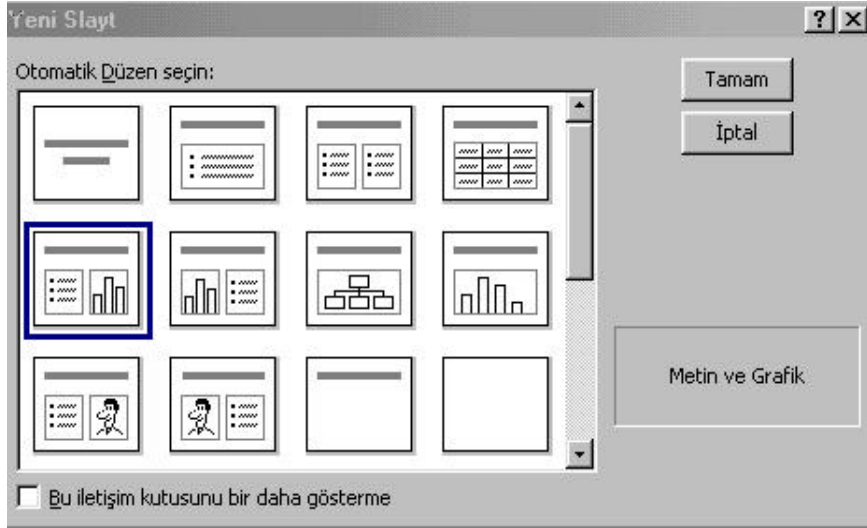 Yeni Slayt
Otomatik Düzen seçin:
Tamam
İptal
Metin ve Grafik
Bu iletişim kutusunu bir daha gösterme